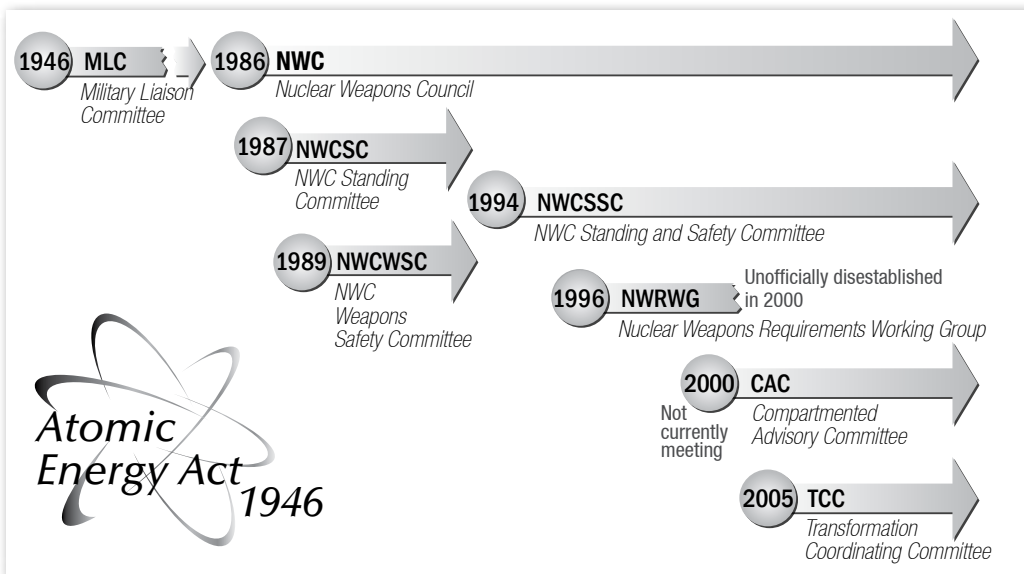 1946 MLC
Military Liaison
Committee
1986 NWC
Nuclear Weapons Council
1987 NWCSC
NWC Standing
Committee
1994 NWCSSC
NWC Standing and Safety Committee
1989 NWCWSC
NWC
Weapons
Safety Committee
1996 NWRWG
Unofficially disestablished
in 2000
Nuclear Weapons Requirements Working Group
2000 CAC
Not
currently
meeting
Compartmented
Advisory Committee
2005 TCC
Transformation
Coordinating Committee
Atomic
Energy Act
1946